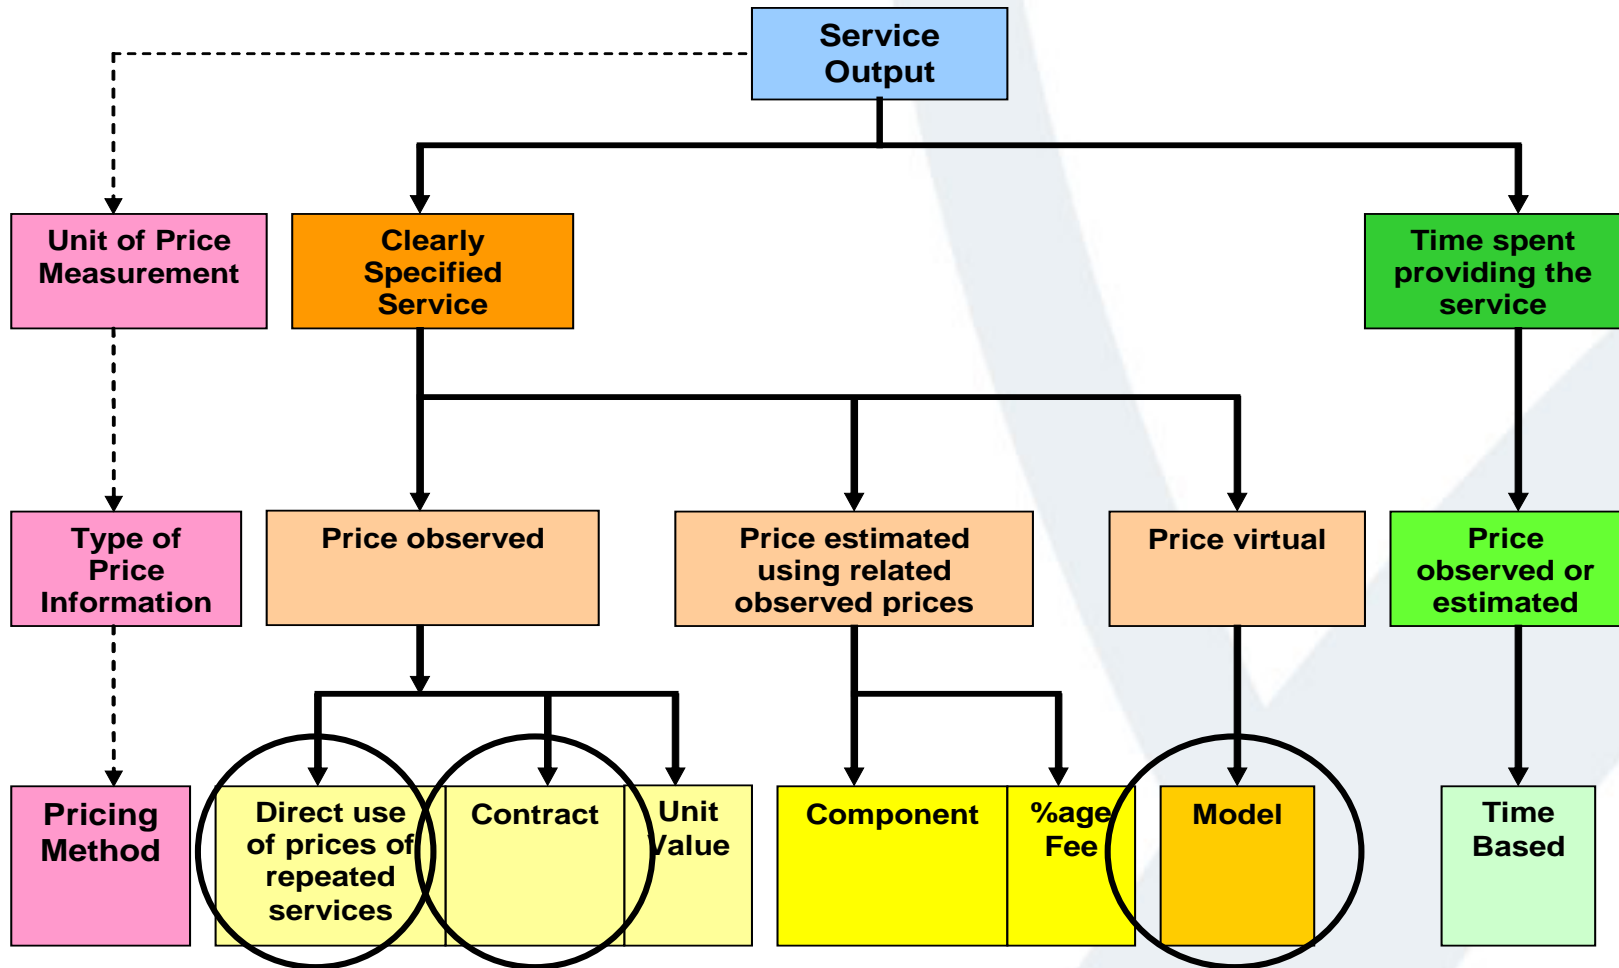 Service
Output
Unit of Price
Measurement
Clearly
Specified
Service
Time spent
providing the
service
Type of
Price
Information
Price observed
Price estimated
using related
observed prices
Price virtual
Price
observed or
estimated
Pricing
Method
Direct use
of prices of
repeated
services
Contract
Unit
Value
Component
%age
Fee
Model
Time
Based